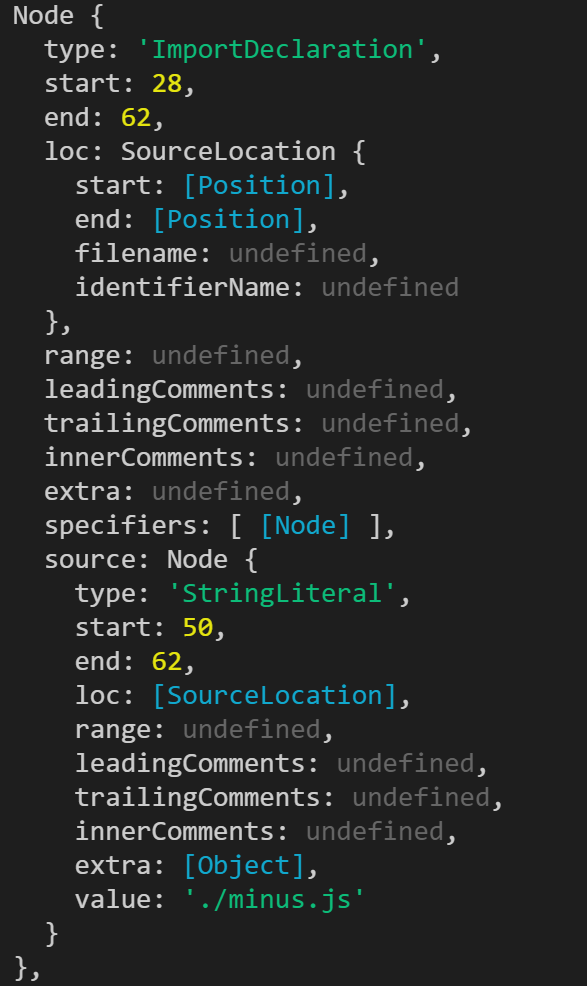 Node {
  type: 'ImportDeclaration',
  start: 28,
  end: 62,
  loc: SourceLocation {
    start: [Position],
    end: [Position],
    filename: undefined,
    identifierName: undefined
  },
  range: undefined,
  leadingComments: undefined,
  trailingComments: undefined,
  innerComments: undefined,
  extra: undefined,
  specifiers: [ [Node] ],
  source: Node {
    type: 'StringLiteral',
    start: 50,
    end: 62,
    loc: [SourceLocation],
    range: undefined,
    leadingComments: undefined,
    trailingComments: undefined,
    innerComments: undefined,
    extra: [Object],
    value: './minus.js'
  }
},